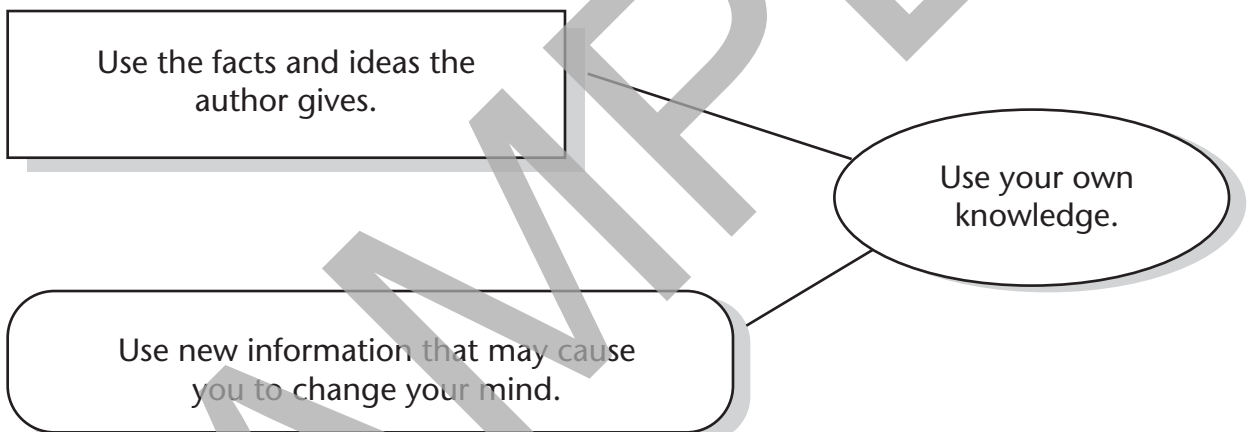 Use the facts and ideas the
author gives.
Use your own
knowledge.
Use new information that may cause
you to change your mind.